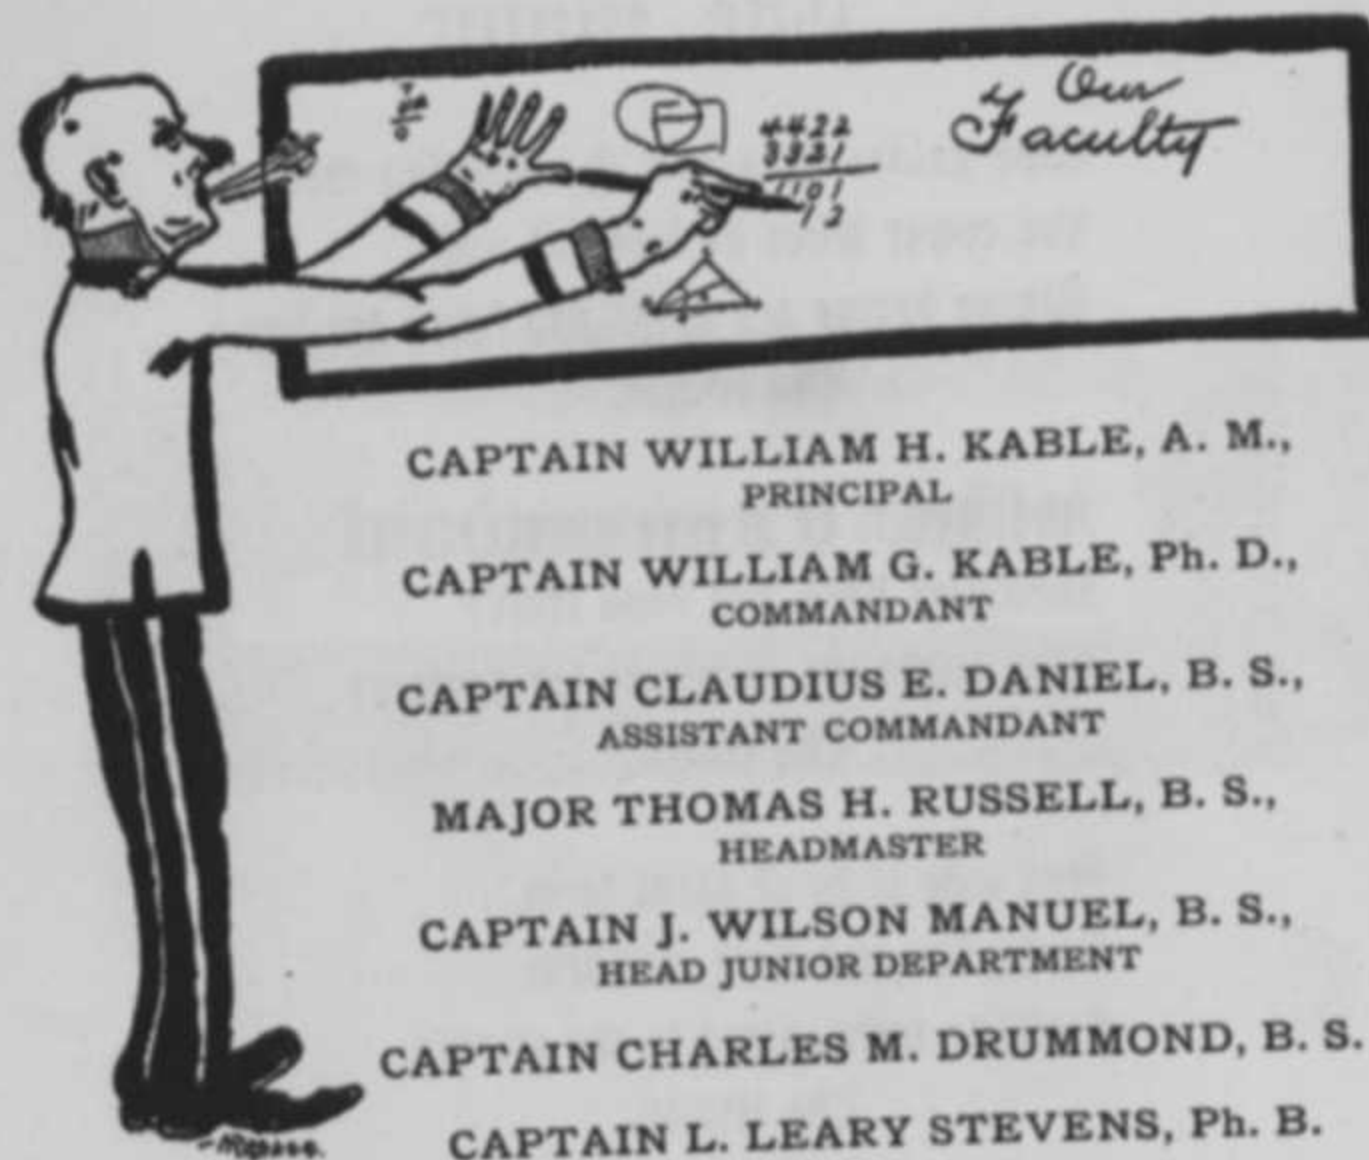 Our
Faculty
4422
3321
1101
12
CAPTAIN WILLIAM H. KABLE, A. M.,
PRINCIPAL
CAPTAIN WILLIAM G. KABLE, Ph. D.,
COMMANDANT
CAPTAIN CLAUDIUS E. DANIEL, B. S.,
ASSISTANT COMMANDANT
MAJOR THOMAS H. RUSSELL, B. S.,
HEADMASTER
CAPTAIN J. WILSON MANUEL, B. S.,
HEAD JUNIOR DEPARTMENT
CAPTAIN CHARLES M. DRUMMOND, B. S.
CAPTAIN L. LEARY STEVENS, Ph. B.